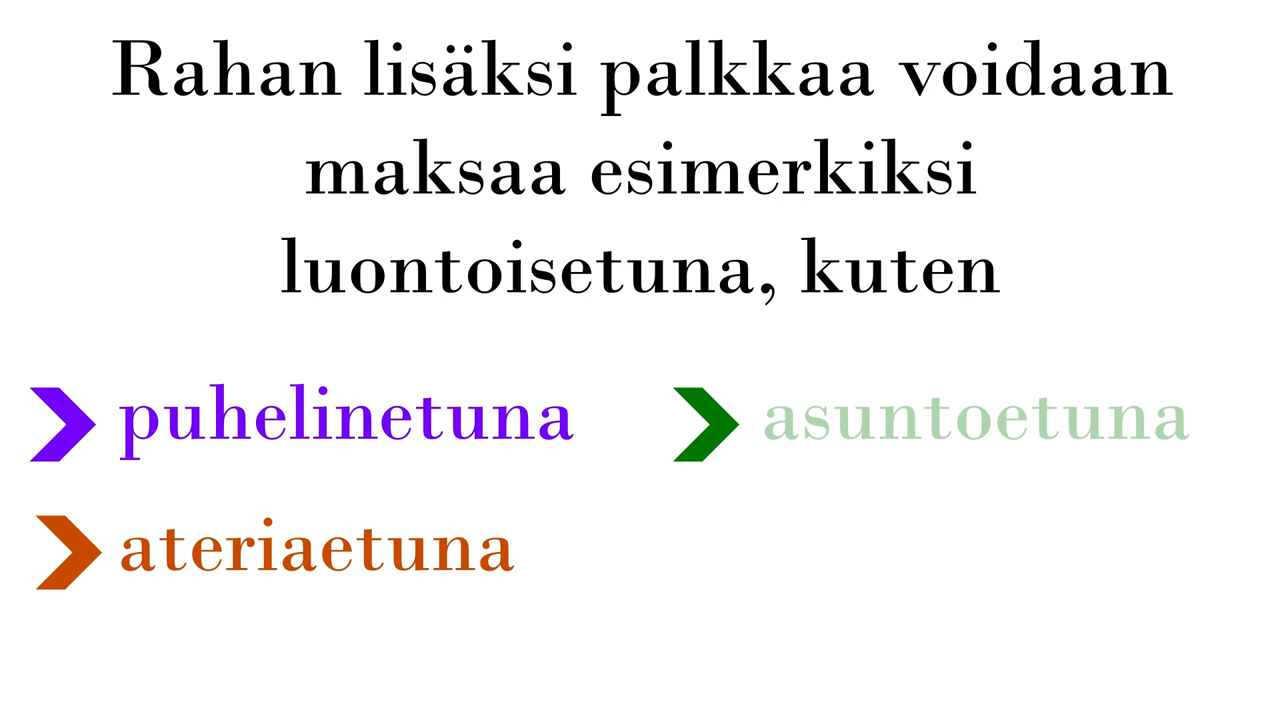 Rahan lisäksi palkkaa voidaan
maksaa esimerkiksi
luontoisetuna, kuten
puhelinetuna
asuntoetuna
ateriaetuna